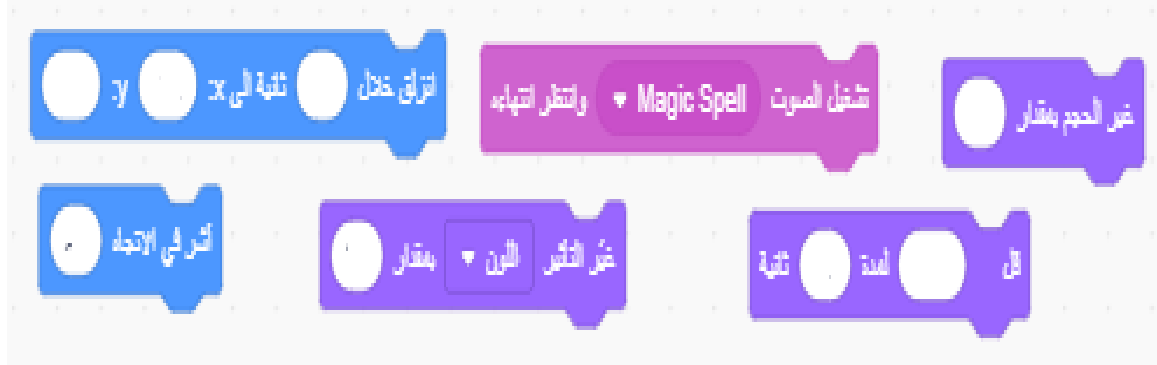 غير الحجم بمقدار
تشغيل الصوت Magic Spell وانتظر انتهاءه
انزلق خلال ثانية الى x: y:
قل لمدة ثانية
غيّر التأثير اللون بمقدار
أشر في الاتجاه